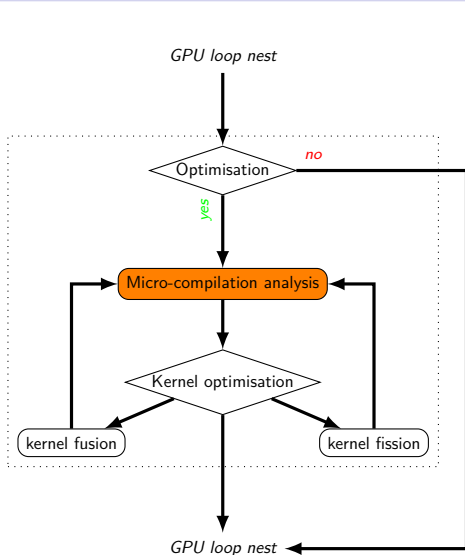 GPU loop nest
Optimisation
no
yes
Micro-compilation analysis
Kernel optimisation
kernel fusion
kernel fission
GPU loop nest